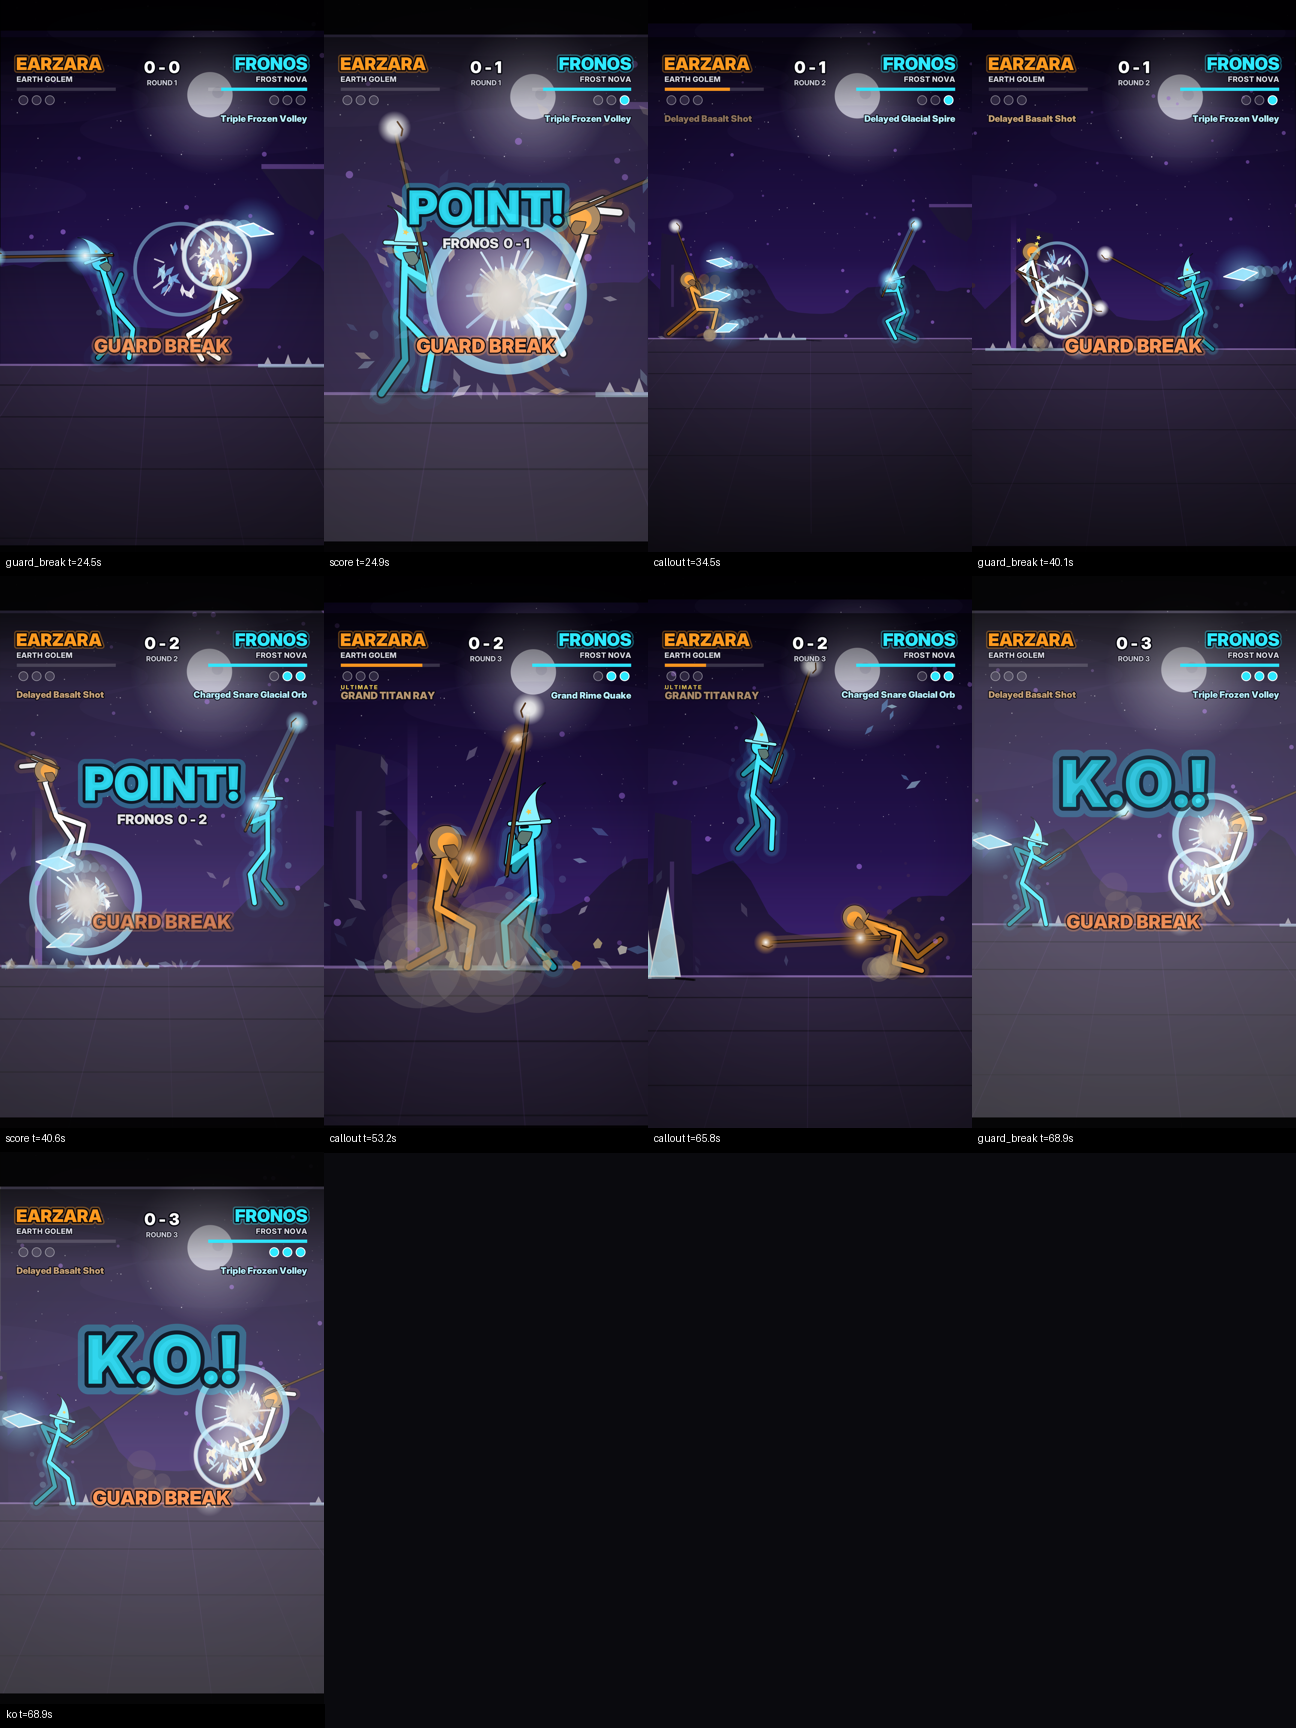 EARZARA
0-0
FRONOS
EARTH GOLEM
ROUND 1
FROST NOVA
Triple Frozen Volley
GUARD BREAK
guard_break t=24.5s
EARZARA
0-1
FRONOS
EARTH GOLEM
ROUND 1
FROST NOVA
Triple Frozen Volley
POINT!
FRONOS 0-1
GUARD BREAK
score t=24.9s
EARZARA
0-1
FRONOS
EARTH GOLEM
ROUND 2
FROST NOVA
Delayed Basalt Shot
Delayed Glacial Spire
callout t=34.5s
EARZARA
0-1
FRONOS
EARTH GOLEM
ROUND 2
FROST NOVA
Delayed Basalt Shot
Triple Frozen Volley
GUARD BREAK
guard_break t=40.1s
EARZARA
0-2
FRONOS
EARTH GOLEM
ROUND 2
FROST NOVA
Delayed Basalt Shot
Charged Snare Glacial Orb
POINT!
FRONOS 0-2
GUARD BREAK
score t=40.6s
EARZARA
0-2
FRONOS
EARTH GOLEM
ROUND 3
FROST NOVA
ULTIMATE
GRAND TITAN RAY
Grand Rime Quake
callout t=53.2s
EARZARA
0-2
FRONOS
EARTH GOLEM
ROUND 3
FROST NOVA
ULTIMATE
GRAND TITAN RAY
Charged Snare Glacial Orb
callout t=65.8s
EARZARA
0-3
FRONOS
EARTH GOLEM
ROUND 3
FROST NOVA
Delayed Basalt Shot
Triple Frozen Volley
K.O.!
GUARD BREAK
guard_break t=68.9s
EARZARA
0-3
FRONOS
EARTH GOLEM
ROUND 3
FROST NOVA
Delayed Basalt Shot
Triple Frozen Volley
K.O.!
GUARD BREAK
ko t=68.9s